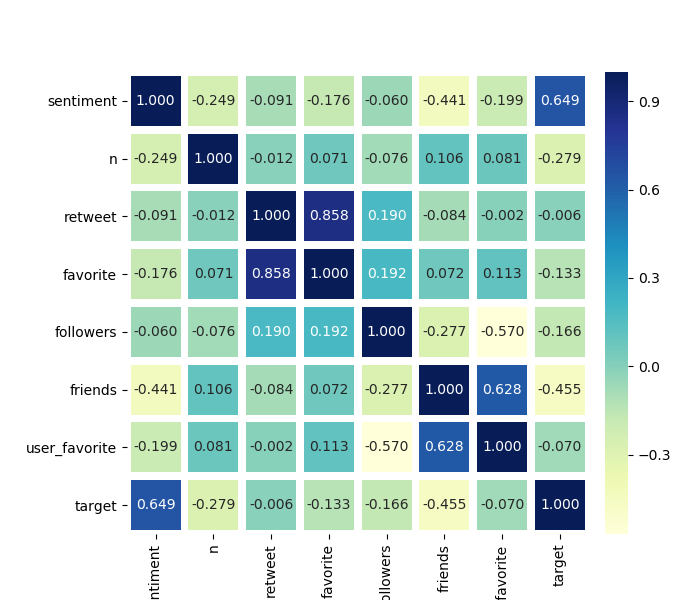 sentiment 1.000 -0.249 -0.091 -0.176 -0.060 -0.441 -0.199 0.649
n -0.249 1.000 -0.012 0.071 -0.076 0.106 0.081 -0.279
retweet -0.091 -0.012 1.000 0.858 0.190 -0.084 -0.002 -0.006
favorite -0.176 0.071 0.858 1.000 0.192 0.072 0.113 -0.133
followers -0.060 -0.076 0.190 0.192 1.000 -0.277 -0.570 -0.166
friends -0.441 0.106 -0.084 0.072 -0.277 1.000 0.628 -0.455
user_favorite -0.199 0.081 -0.002 0.113 -0.570 0.628 1.000 -0.070
target 0.649 -0.279 -0.006 -0.133 -0.166 -0.455 -0.070 1.000
ntiment
n
retweet
favorite
ollowers
friends
favorite
target
0.9
0.6
0.3
0.0
−0.3